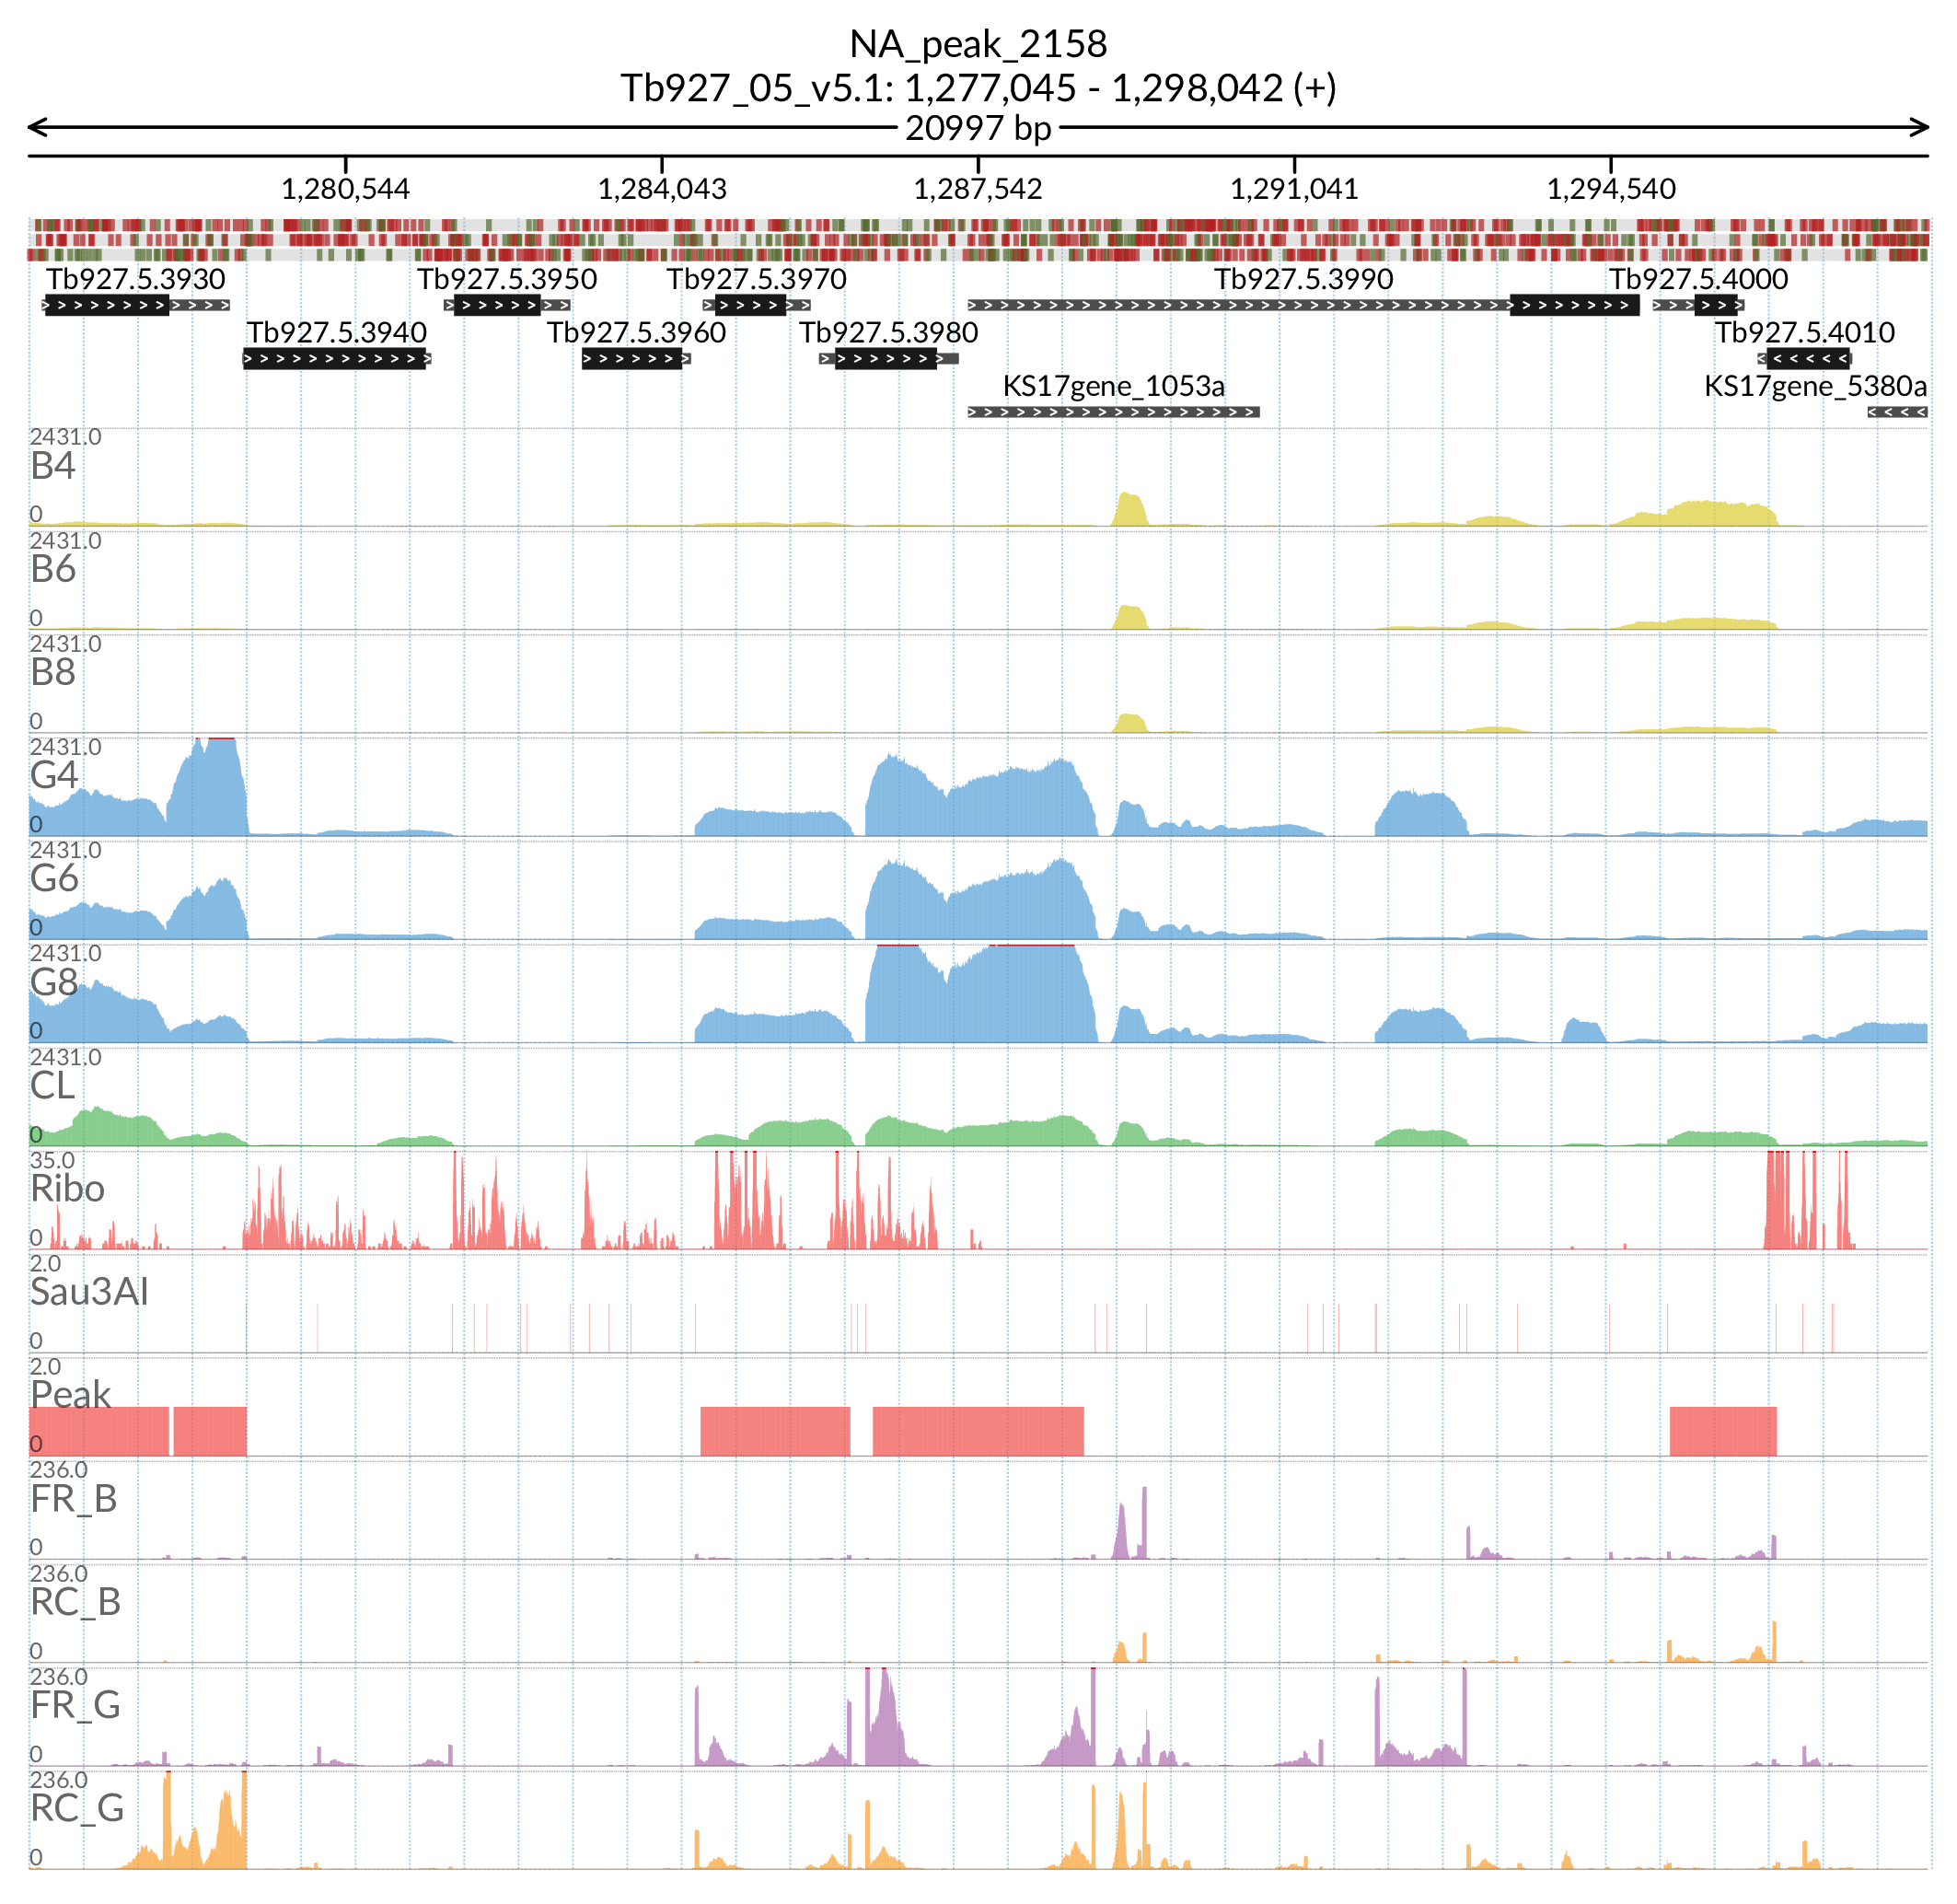 NA_peak_2158
Tb927_05_v5.1: 1,277,045 - 1,298,042 (+)
20997 bp
1,280,544 1,284,043 1,287,542 1,291,041 1,294,540
Tb927.5.3930 Tb927.5.3950 Tb927.5.3970 Tb927.5.3990 Tb927.5.4000
Tb927.5.3940 Tb927.5.3960 Tb927.5.3980 Tb927.5.4010
KS17gene_1053a KS17gene_5380a
2431.0
B4
0
2431.0
B6
0
2431.0
B8
0
2431.0
G4
0
2431.0
G6
0
2431.0
G8
0
2431.0
CL
0
35.0
Ribo
0
2.0
Sau3AI
0
2.0
Peak
0
236.0
FR_B
0
236.0
RC_B
0
236.0
FR_G
0
236.0
RC_G
0